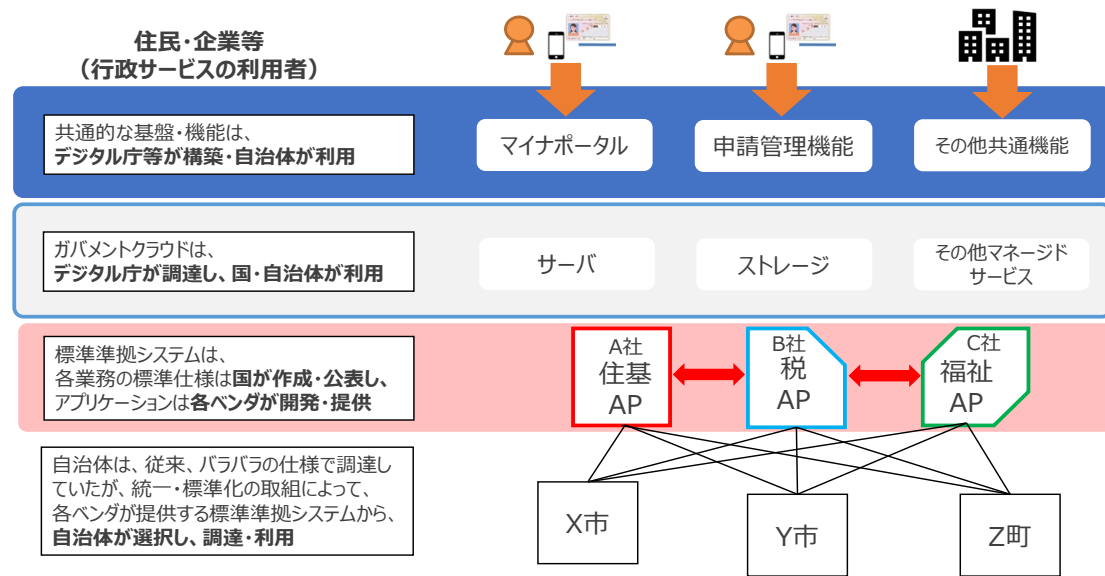 住民・企業等
（行政サービスの利用者）
共通的な基盤・機能は、
デジタル庁等が構築・自治体が利用
マイナポータル
申請管理機能
その他共通機能
ガバメントクラウドは、
デジタル庁が調達し、国・自治体が利用
サーバ
ストレージ
その他マネージド
サービス
標準準拠システムは、
各業務の標準仕様は国が作成・公表し、
アプリケーションは各ベンダが開発・提供
A社
住基
AP
B社
税
AP
C社
福祉
AP
自治体は、従来、バラバラの仕様で調達し
ていたが、統一・標準化の取組によって、
各ベンダが提供する標準準拠システムから、
自治体が選択し、調達・利用
X市
Y市
Z町